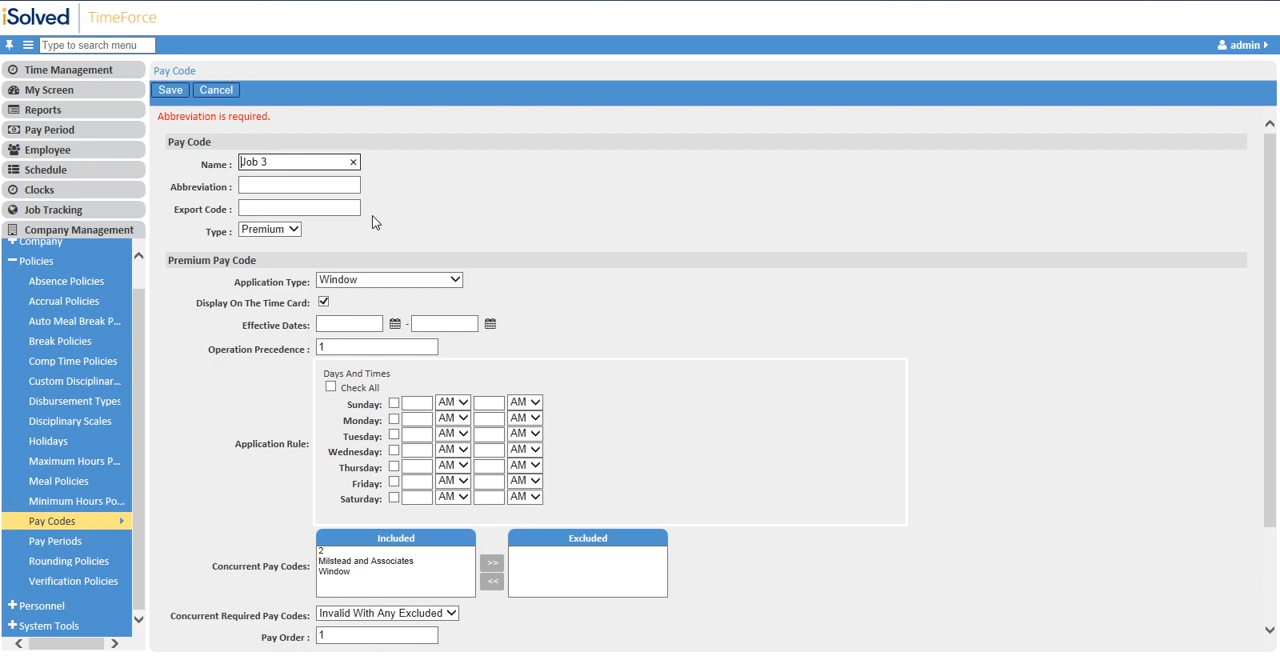 iSolved TimeForce
Type to search menu
admin
Time Management
My Screen
Reports
Pay Period
Employee
Schedule
Clocks
Job Tracking
Company Management
Company
Policies
Absence Policies
Accrual Policies
Auto Meal Break P...
Break Policies
Comp Time Policies
Custom Disciplinar...
Disbursement Types
Disciplinary Scales
Holidays
Maximum Hours P...
Meal Policies
Minimum Hours Po...
Pay Codes
Pay Periods
Rounding Policies
Verification Policies
Personnel
System Tools
Pay Code
Save Cancel
Abbreviation is required.
Pay Code
Name : Job 3
Abbreviation :
Export Code :
Type : Premium
Premium Pay Code
Application Type: Window
Display On The Time Card:
Effective Dates: -
Operation Precedence : 1
Application Rule:
Days And Times
Check All
Sunday: AM AM
Monday: AM AM
Tuesday: AM AM
Wednesday: AM AM
Thursday: AM AM
Friday: AM AM
Saturday: AM AM
Concurrent Pay Codes:
Included
2
Milstead and Associates
Window
>>
<<
Excluded
Concurrent Required Pay Codes: Invalid With Any Excluded
Pay Order : 1